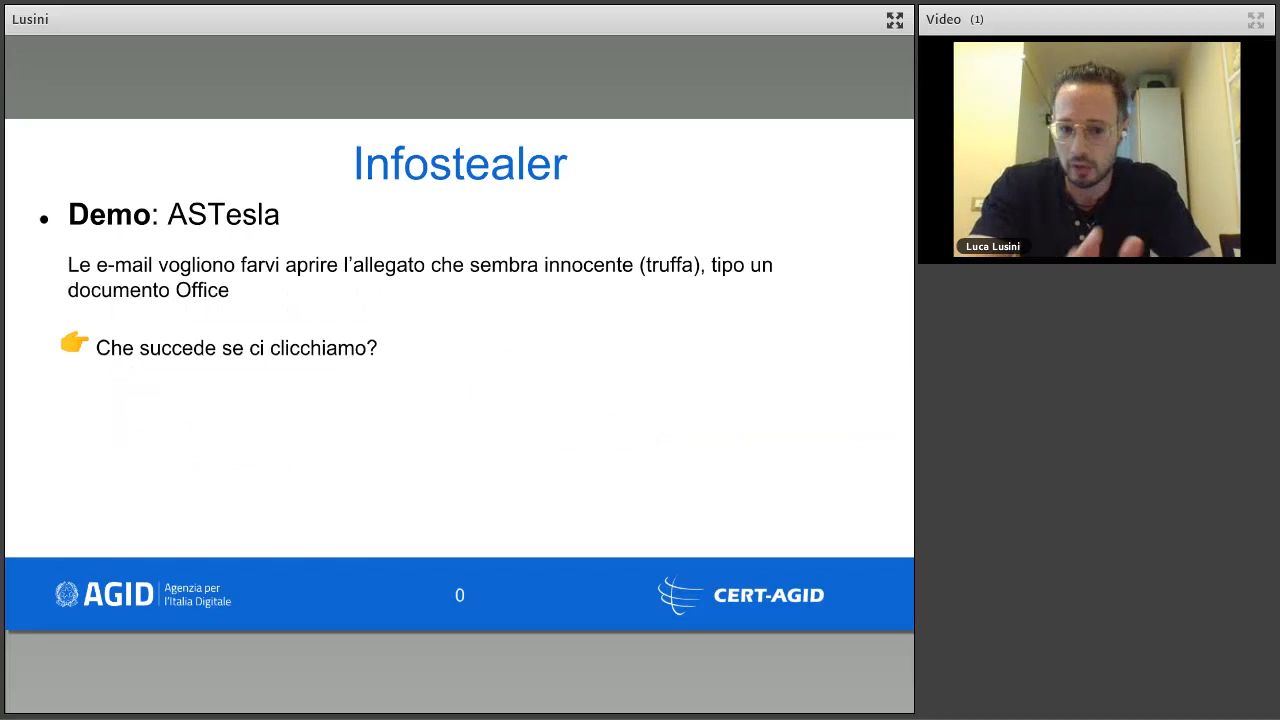 Lusini
Video (1)
Infostealer
• Demo: ASTesla
Le e-mail vogliono farvi aprire l’allegato che sembra innocente (truffa), tipo un
documento Office
👉 Che succede se ci clicchiamo?
Luca Lusini
AGID Agenzia per
l’Italia Digitale
0
CERT-AGID